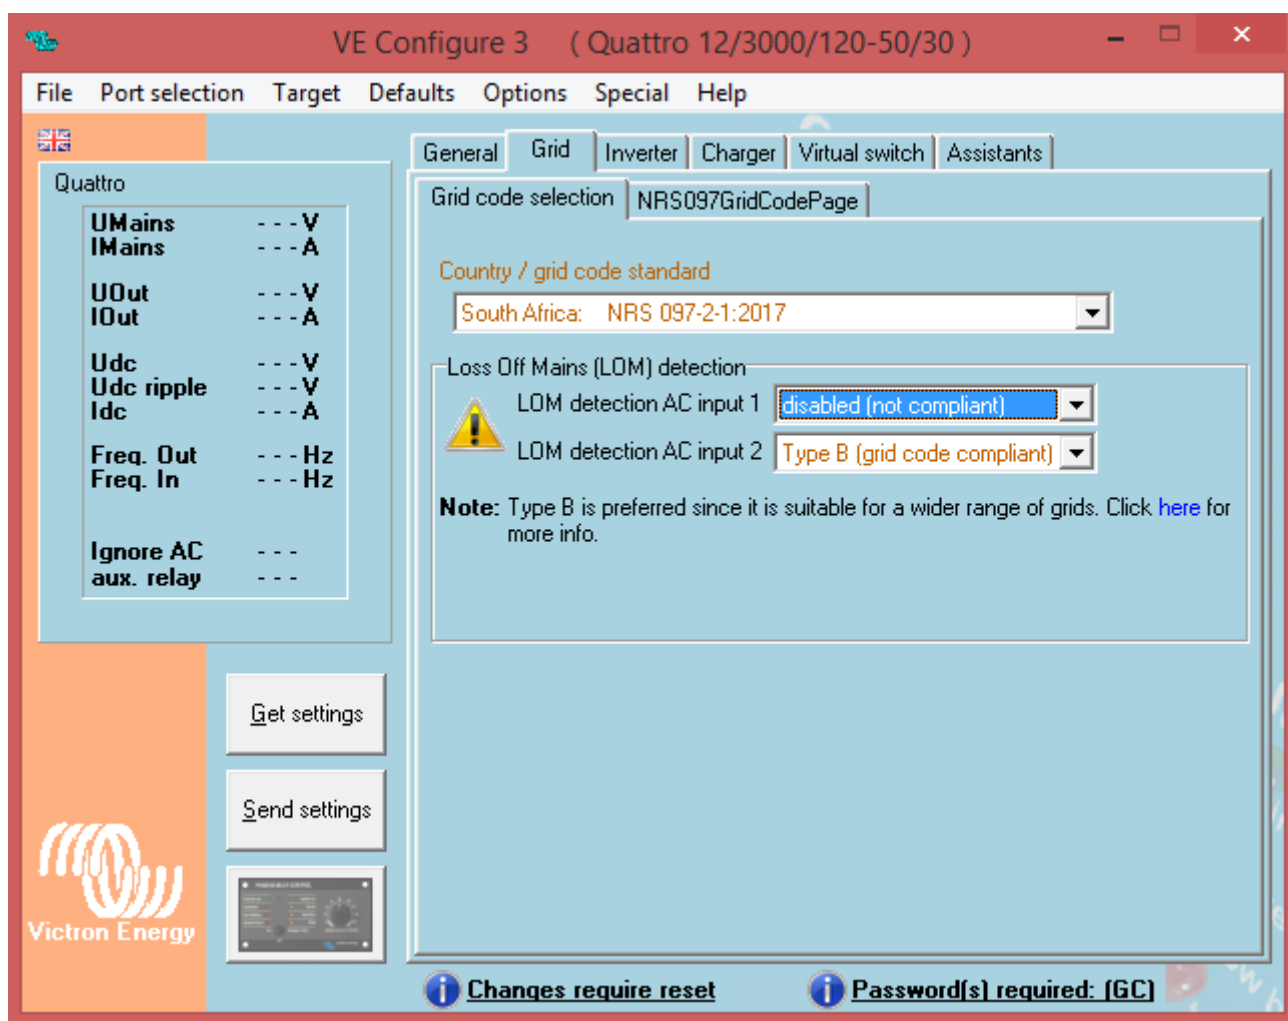 VE Configure 3 ( Quattro 12/3000/120-50/30 )
File Port selection Target Defaults Options Special Help
General Grid Inverter Charger Virtual switch Assistants
Grid code selection NRS097GridCodePage
Quattro
UMains - - - V
IMains - - - A
UOut - - - V
IOut - - - A
Udc - - - V
Udc ripple - - - V
Idc - - - A
Freq. Out - - - Hz
Freq. In - - - Hz
Ignore AC - - -
aux. relay - - -
Country / grid code standard
South Africa: NRS 097-2-1:2017
Loss Off Mains (LOM) detection
LOM detection AC input 1 disabled (not compliant)
LOM detection AC input 2 Type B (grid code compliant)
Note: Type B is preferred since it is suitable for a wider range of grids. Click here for
more info.
Get settings
Send settings
Victron Energy
Changes require reset Password(s) required: (GC)